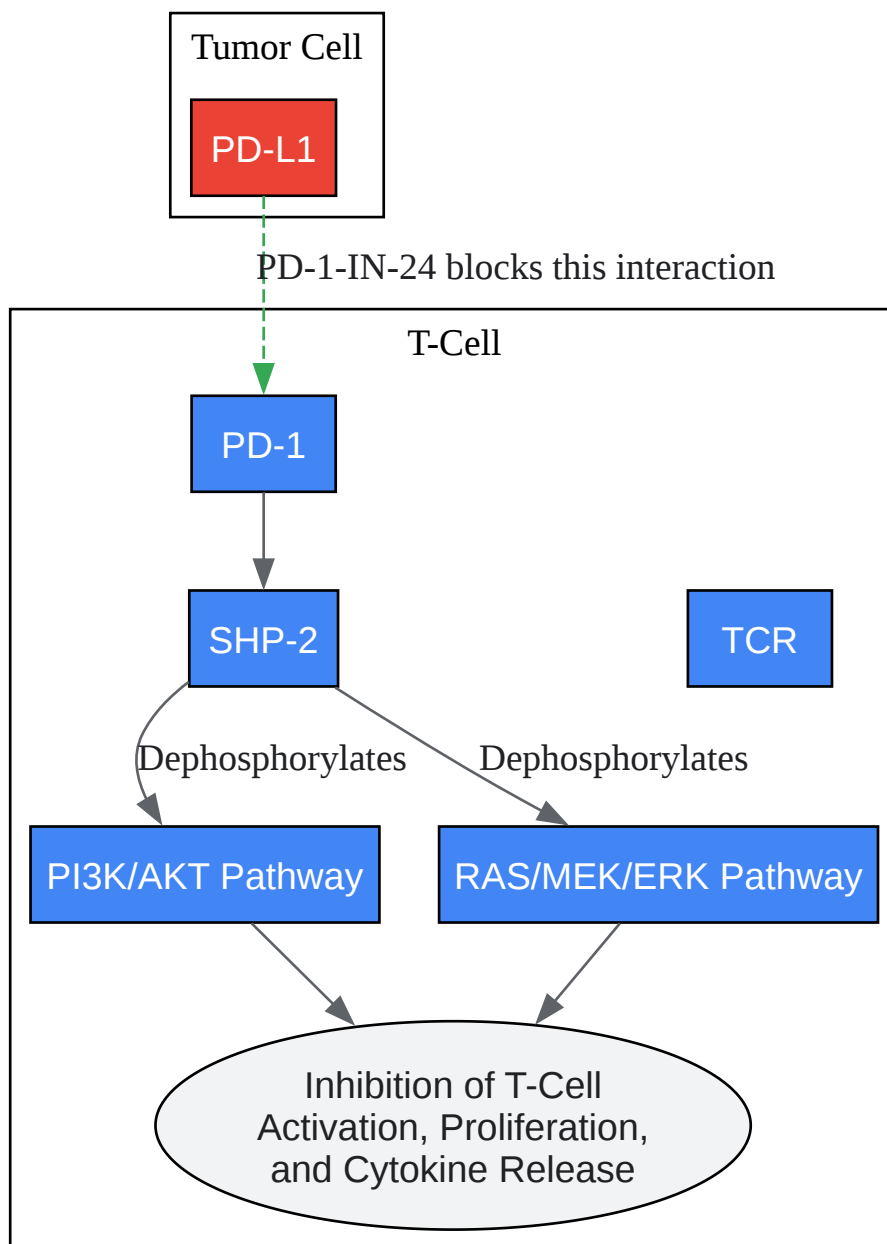 Tumor Cell
PD-L1
PD-1-IN-24 blocks this interaction
T-Cell
PD-1
SHP-2
TCR
Dephosphorylates
Dephosphorylates
PI3K/AKT Pathway
RAS/MEK/ERK Pathway
Inhibition of T-Cell
Activation, Proliferation,
and Cytokine Release